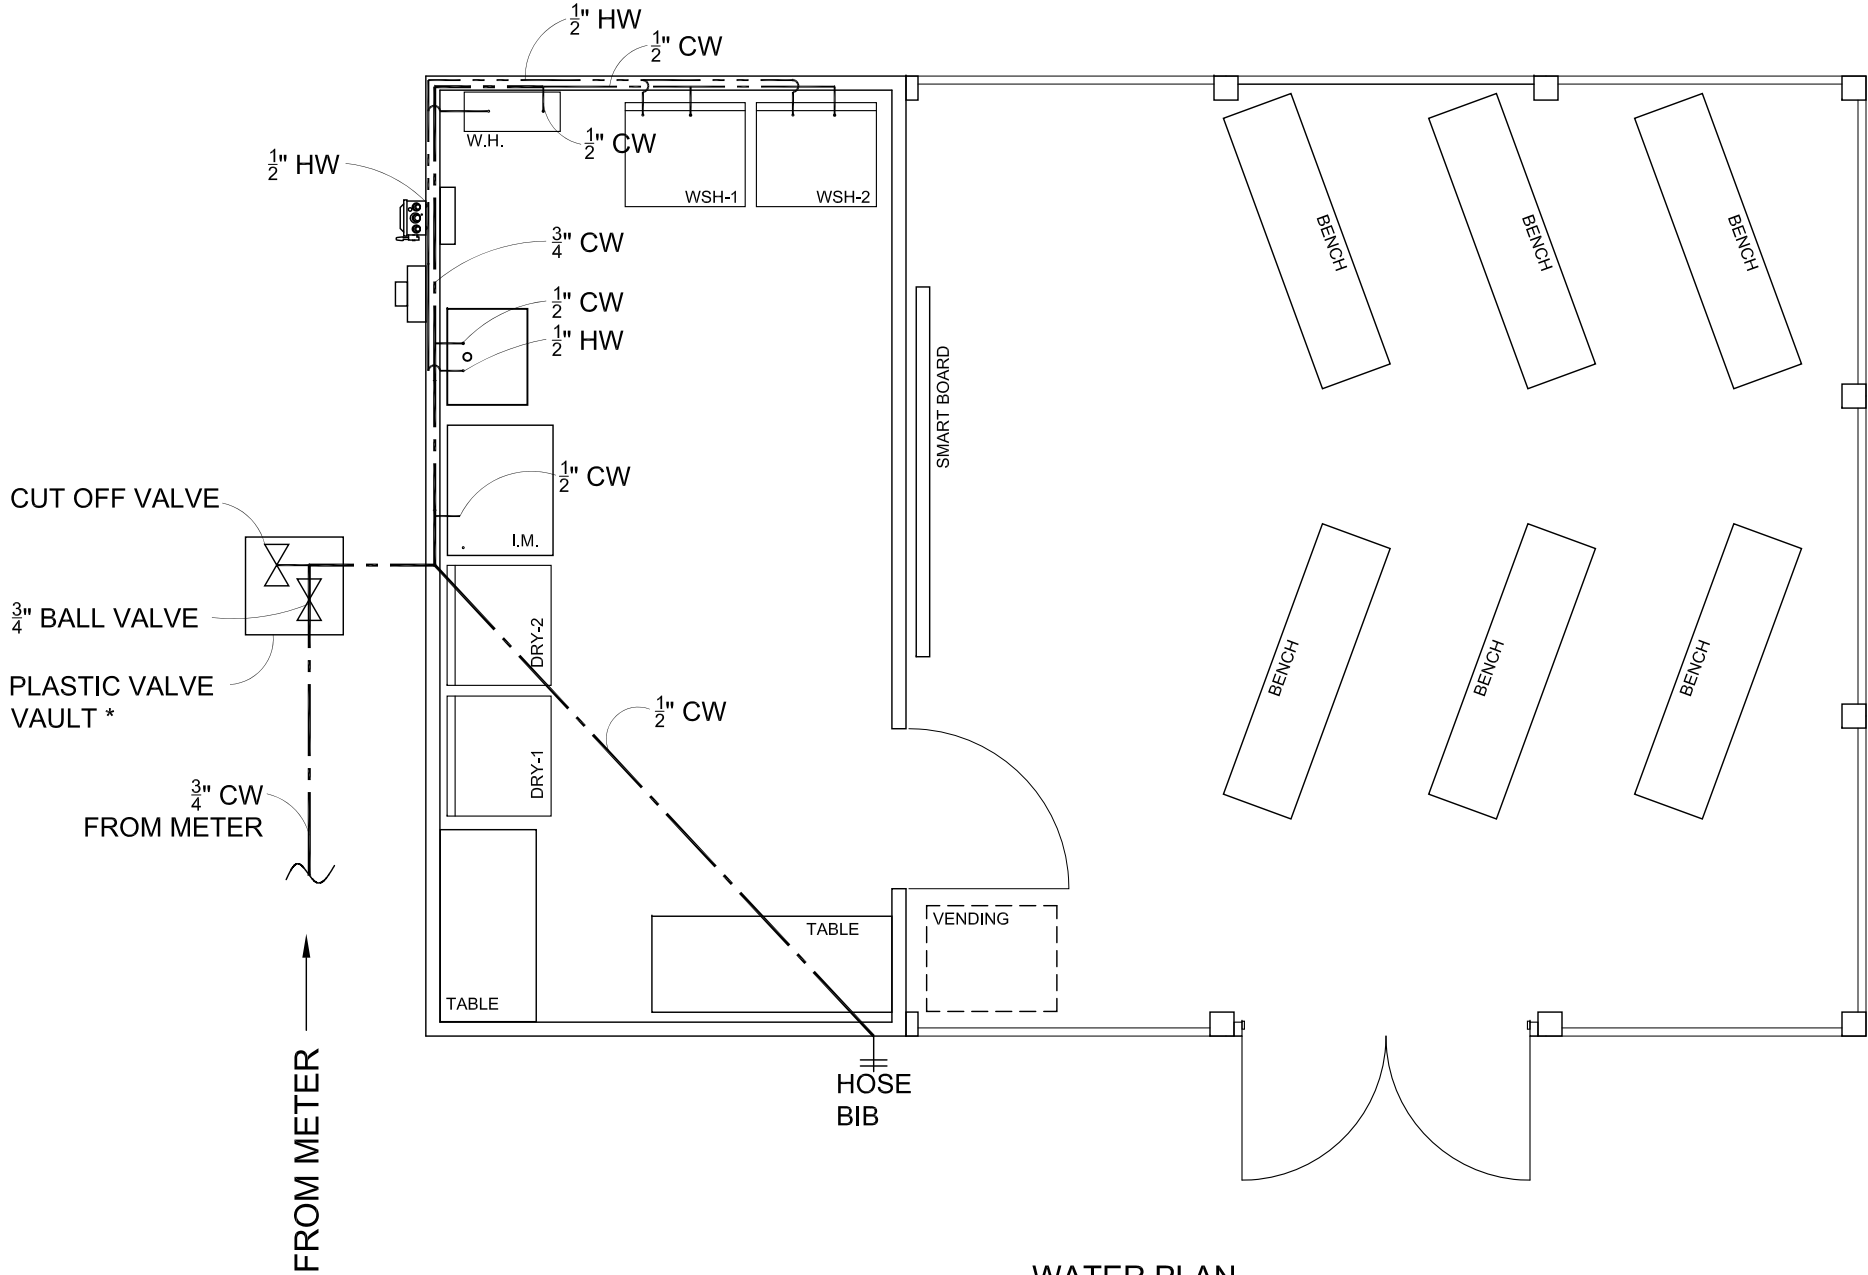 ½" HW
½" CW
W.H.
½" CW
½" HW
WSH-1
WSH-2
¾" CW
½" CW
½" HW
½" CW
I.M.
CUT OFF VALVE
¾" BALL VALVE
PLASTIC VALVE
VAULT *
¾" CW
FROM METER
FROM METER
DRY-2
DRY-1
½" CW
TABLE
TABLE
HOSE
BIB
SMART BOARD
VENDING
BENCH
BENCH
BENCH
BENCH
BENCH
BENCH
WATER PLAN